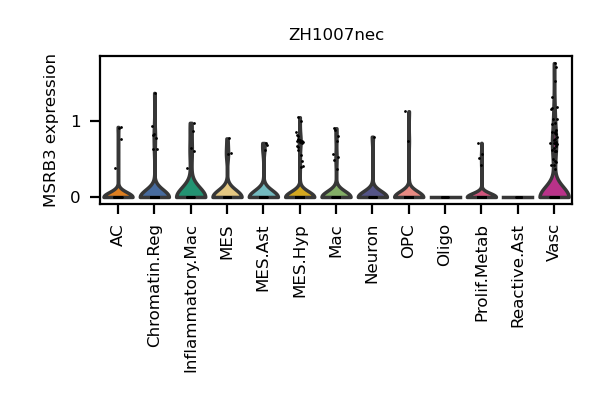 ZH1007nec
MSRB3 expression
1
0
AC
Chromatin.Reg
Inflammatory.Mac
MES
MES.Ast
MES.Hyp
Mac
Neuron
OPC
Oligo
Prolif.Metab
Reactive.Ast
Vasc